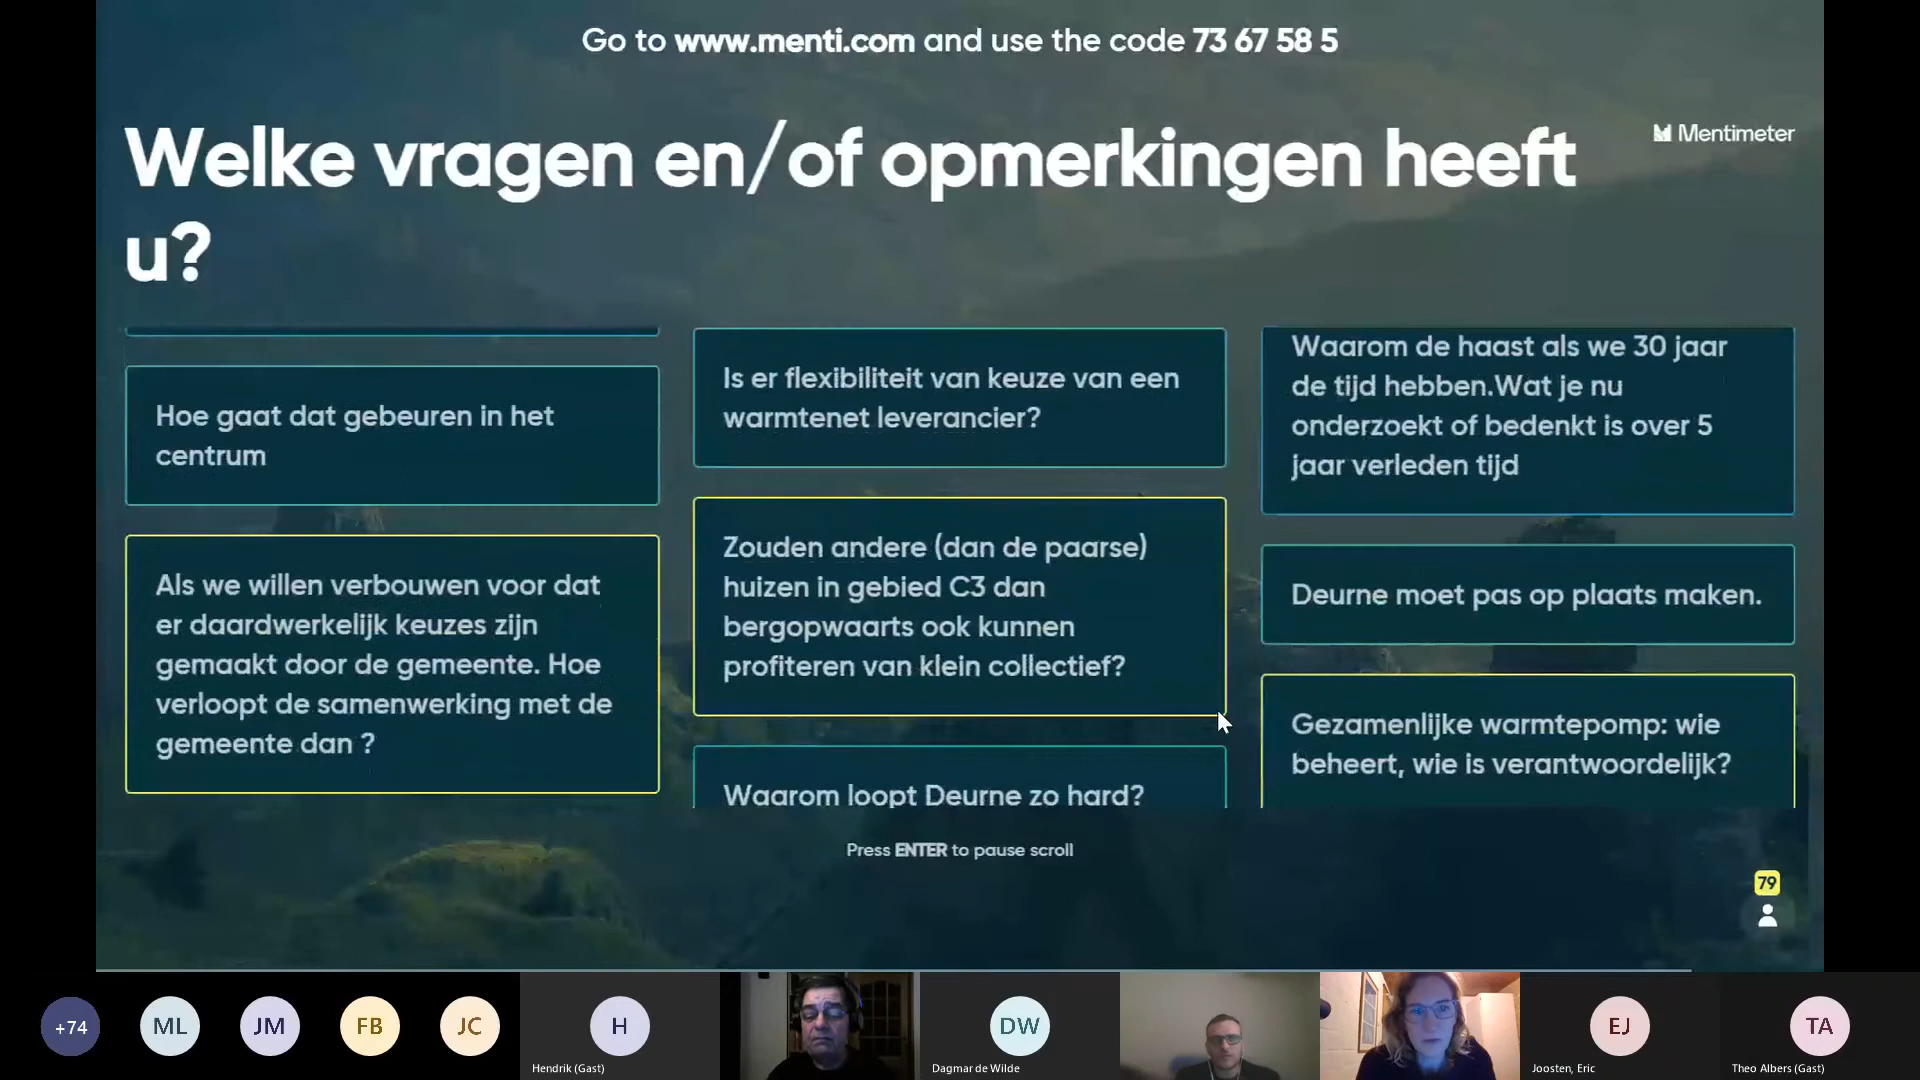 Go to www.menti.com and use the code 73 67 58 5
Mentimeter
Welke vragen en/of opmerkingen heeft
u?
Hoe gaat dat gebeuren in het
centrum
Als we willen verbouwen voor dat
er daardwerkelijk keuzes zijn
gemaakt door de gemeente. Hoe
verloopt de samenwerking met de
gemeente dan ?
Is er flexibiliteit van keuze van een
warmtenet leverancier?
Zouden andere (dan de paarse)
huizen in gebied C3 dan
bergopwaarts ook kunnen
profiteren van klein collectief?
Waarom loopt Deurne zo hard?
Waarom de haast als we 30 jaar
de tijd hebben.Wat je nu
onderzoekt of bedenkt is over 5
jaar verleden tijd
Deurne moet pas op plaats maken.
Gezamenlijke warmtepomp: wie
beheert, wie is verantwoordelijk?
Press ENTER to pause scroll
79
+74
ML
JM
FB
JC
H
Hendrik (Gast)
DW
Dagmar de Wilde
EJ
Joosten, Eric
TA
Theo Albers (Gast)